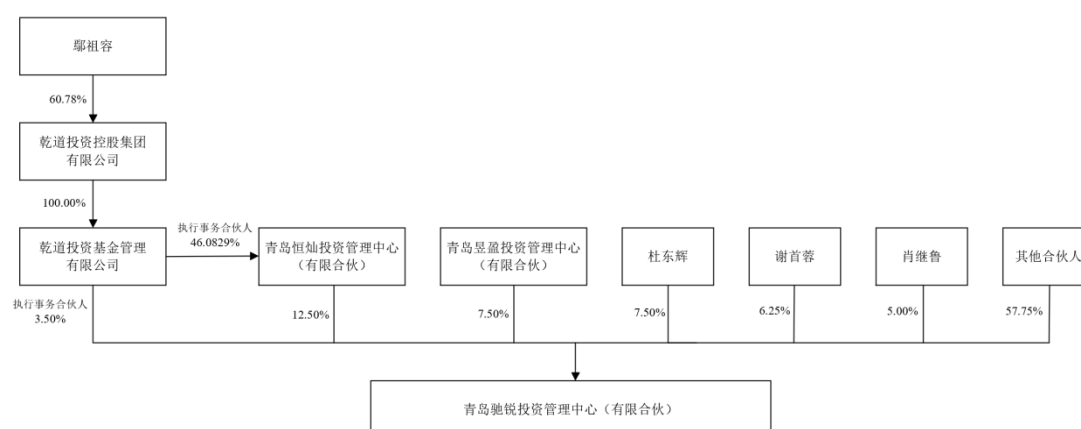 鄢祖容
60.78%
乾道投资控股集团
有限公司
100.00%
执行事务合伙人
46.0829%
乾道投资基金管理
有限公司
青岛恒灿投资管理中心
（有限合伙）
青岛昱盈投资管理中心
（有限合伙）
杜东辉
谢首蓉
肖继鲁
其他合伙人
执行事务合伙人
3.50%
12.50%
7.50%
7.50%
6.25%
5.00%
57.75%
青岛驰锐投资管理中心（有限合伙）